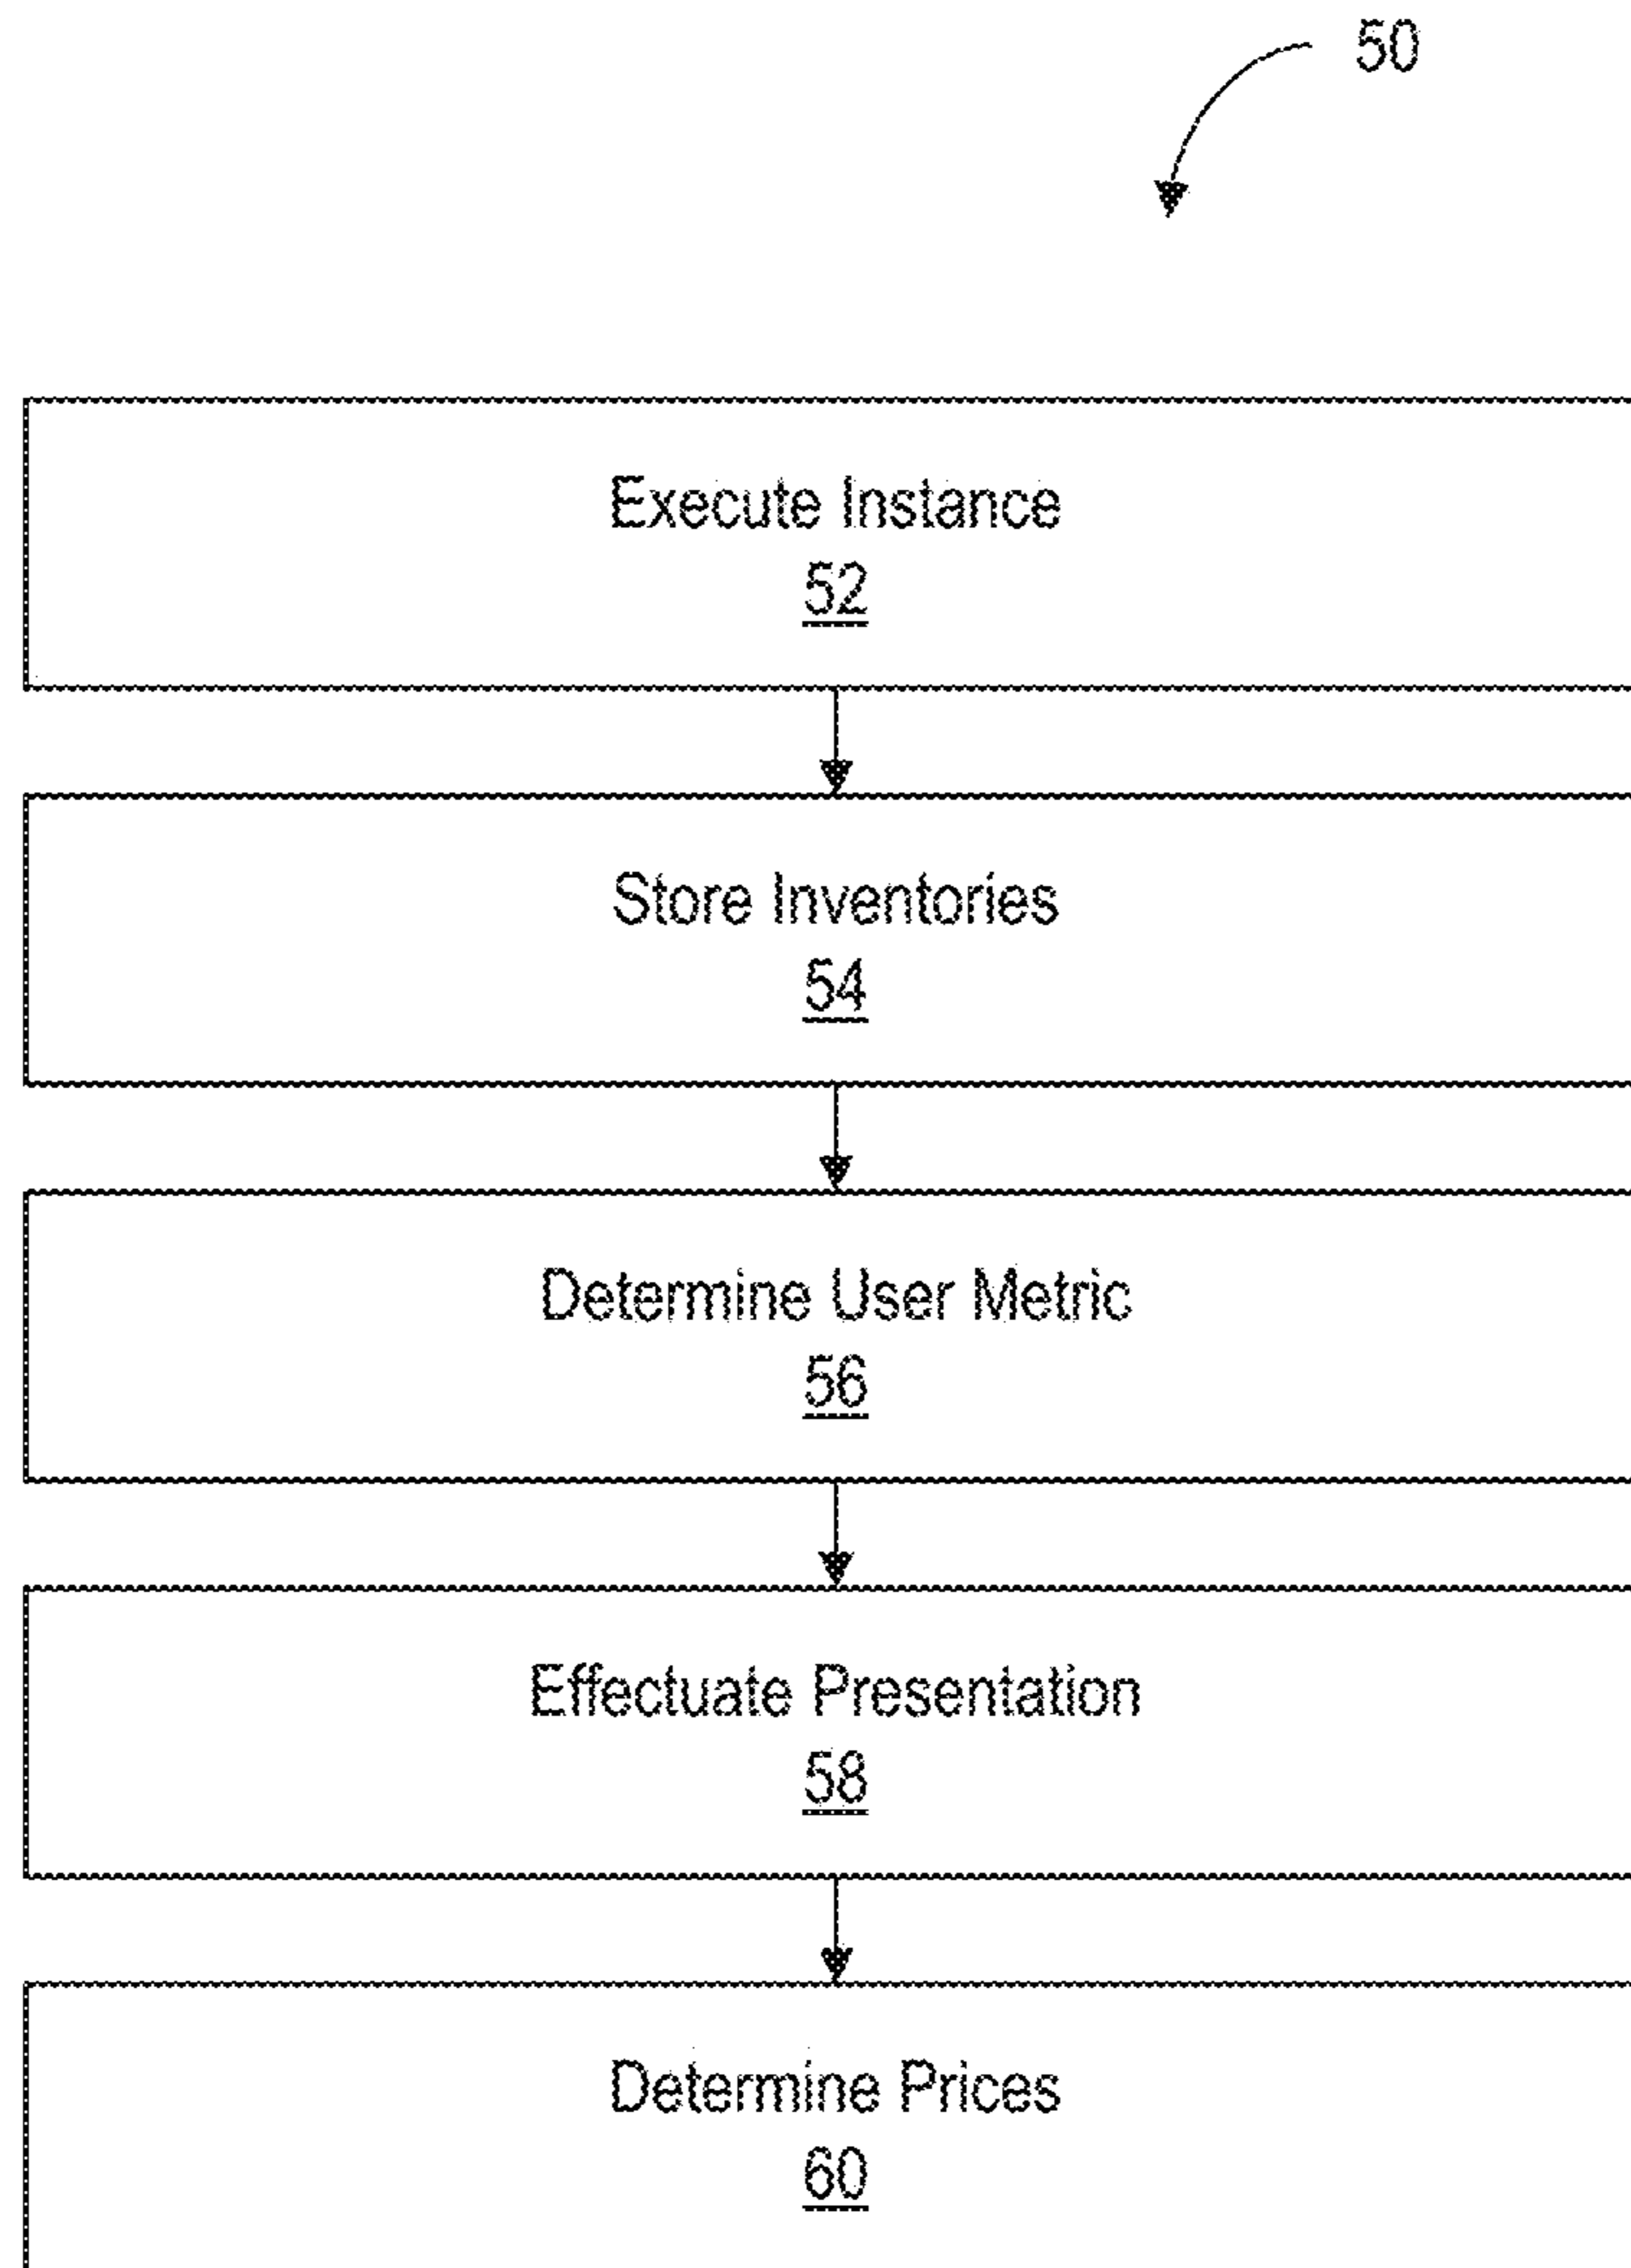 50
Execute Instance
52
Store Inventories
54
Determine User Metric
56
Effectuate Presentation
58
Determine Prices
60